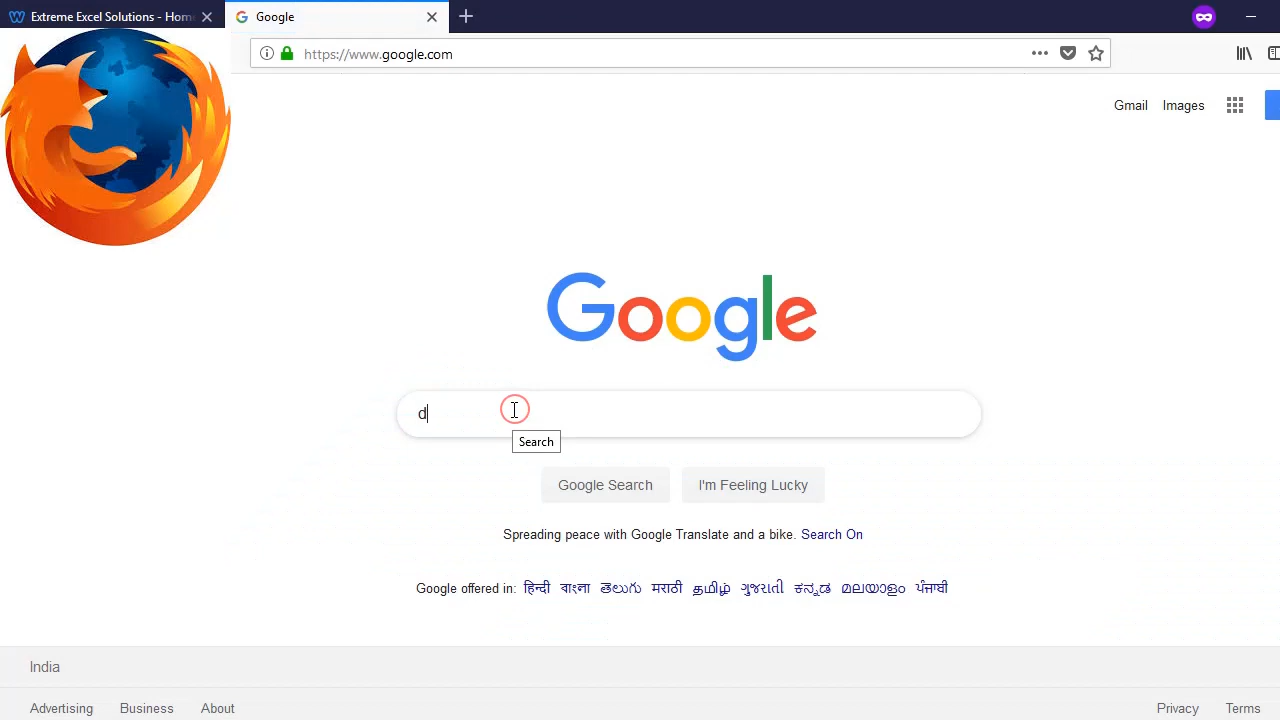 Extreme Excel Solutions - Hom
Google
https://www.google.com
Gmail Images
Google
d
Search
Google Search I'm Feeling Lucky
Spreading peace with Google Translate and a bike. Search On
Google offered in: हिन्दी বাংলা తెలుగు मराठी தமிழ் ગુજરાતી ಕನ್ನಡ മലയാളം ਪੰਜਾਬੀ
India
Advertising Business About Privacy Terms